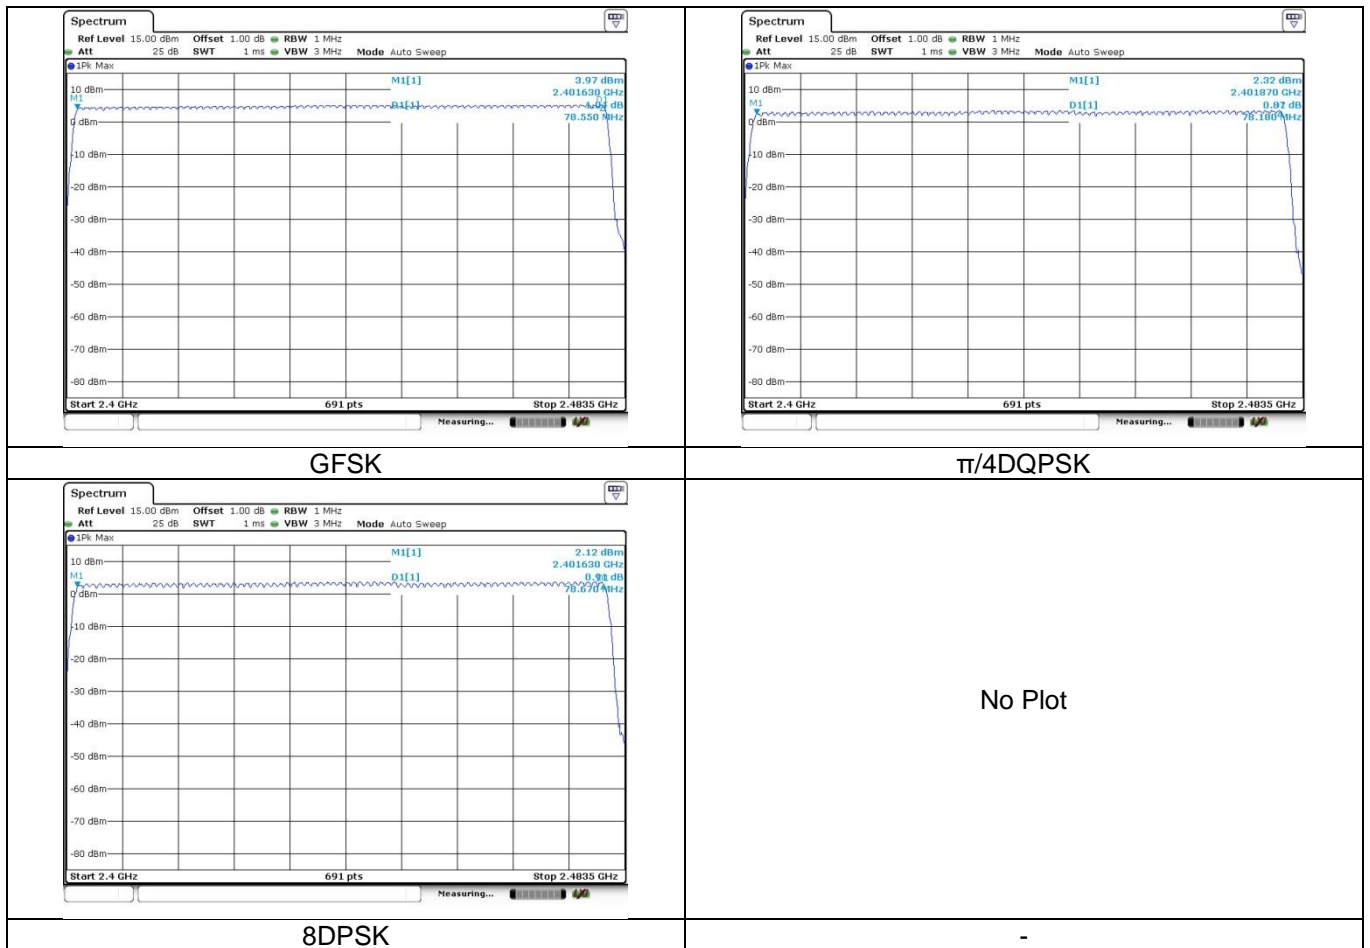 Spectrum
Ref Level 15.00 dBm Offset 1.00 dB RBW 1 MHz
Att 25 dB SWT 1 ms VBW 3 MHz Mode Auto Sweep
1Pk Max
M1[1] 3.97 dBm
2.401630 GHz
D1[1] dB
78.550 MHz
M1
10 dBm
0 dBm
-10 dBm
-20 dBm
-30 dBm
-40 dBm
-50 dBm
-60 dBm
-70 dBm
-80 dBm
Start 2.4 GHz 691 pts Stop 2.4835 GHz
Measuring...
GFSK
Spectrum
Ref Level 15.00 dBm Offset 1.00 dB RBW 1 MHz
Att 25 dB SWT 1 ms VBW 3 MHz Mode Auto Sweep
1Pk Max
M1[1] 2.32 dBm
2.401870 GHz
D1[1] dB
78.180 MHz
M1
10 dBm
0 dBm
-10 dBm
-20 dBm
-30 dBm
-40 dBm
-50 dBm
-60 dBm
-70 dBm
-80 dBm
Start 2.4 GHz 691 pts Stop 2.4835 GHz
Measuring...
π/4DQPSK
Spectrum
Ref Level 15.00 dBm Offset 1.00 dB RBW 1 MHz
Att 25 dB SWT 1 ms VBW 3 MHz Mode Auto Sweep
1Pk Max
M1[1] 2.12 dBm
2.401630 GHz
D1[1] dB
78.670 MHz
M1
10 dBm
0 dBm
-10 dBm
-20 dBm
-30 dBm
-40 dBm
-50 dBm
-60 dBm
-70 dBm
-80 dBm
Start 2.4 GHz 691 pts Stop 2.4835 GHz
Measuring...
8DPSK
No Plot
-